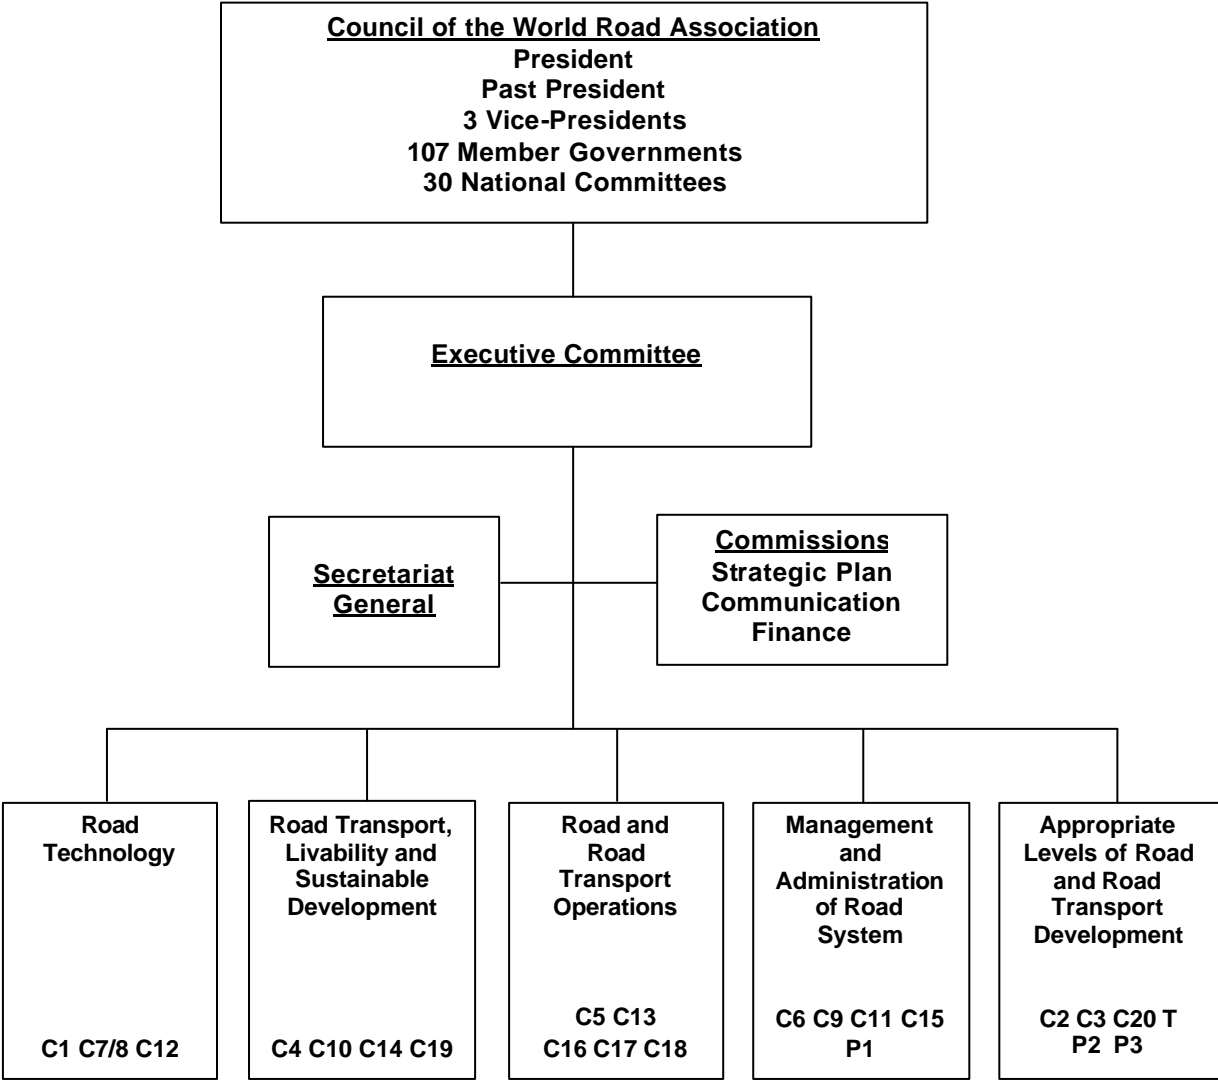 Council of the World Road Association
President
Past President
3 Vice-Presidents
107 Member Governments
30 National Committees
Executive Committee
Secretariat
General
Commissions
Strategic Plan
Communication
Finance
Road
Technology
C1 C7/8 C12
Road Transport,
Livability and
Sustainable
Development
C4 C10 C14 C19
Road and
Road
Transport
Operations
C5 C13
C16 C17 C18
Management
and
Administration
of Road
System
C6 C9 C11 C15
P1
Appropriate
Levels of Road
and Road
Transport
Development
C2 C3 C20 T
P2 P3